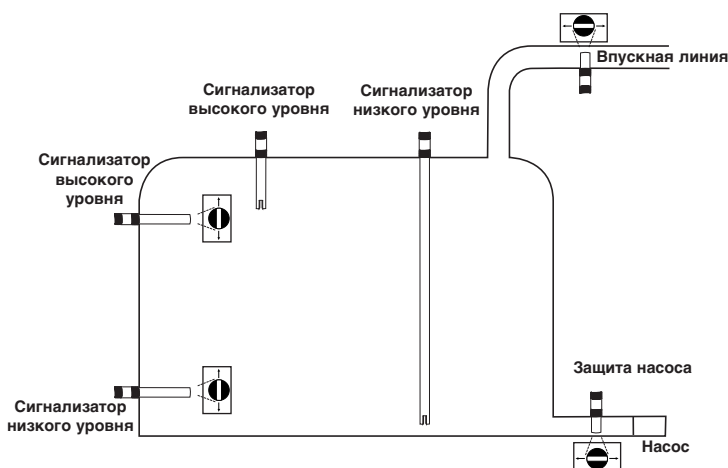 Впускная линия
Сигнализатор
высокого уровня
Сигнализатор
низкого уровня
Сигнализатор
высокого
уровня
Защита насоса
Сигнализатор
низкого уровня
Насос